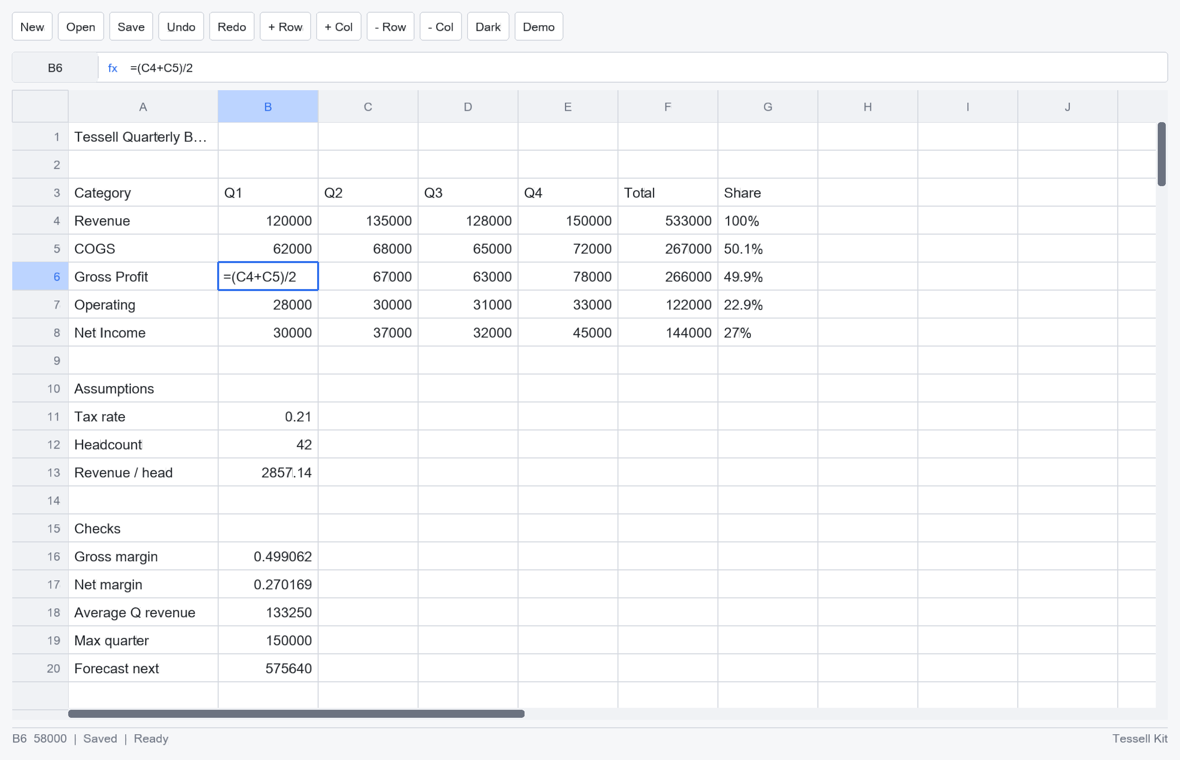 New Open Save Undo Redo + Row + Col - Row - Col Dark Demo
B6 fx =(C4+C5)/2
A B C D E F G H I J
1 Tessell Quarterly B…
2
3 Category Q1 Q2 Q3 Q4 Total Share
4 Revenue 120000 135000 128000 150000 533000 100%
5 COGS 62000 68000 65000 72000 267000 50.1%
6 Gross Profit =(C4+C5)/2 67000 63000 78000 266000 49.9%
7 Operating 28000 30000 31000 33000 122000 22.9%
8 Net Income 30000 37000 32000 45000 144000 27%
9
10 Assumptions
11 Tax rate 0.21
12 Headcount 42
13 Revenue / head 2857.14
14
15 Checks
16 Gross margin 0.499062
17 Net margin 0.270169
18 Average Q revenue 133250
19 Max quarter 150000
20 Forecast next 575640
B6 58000 | Saved | Ready Tessell Kit